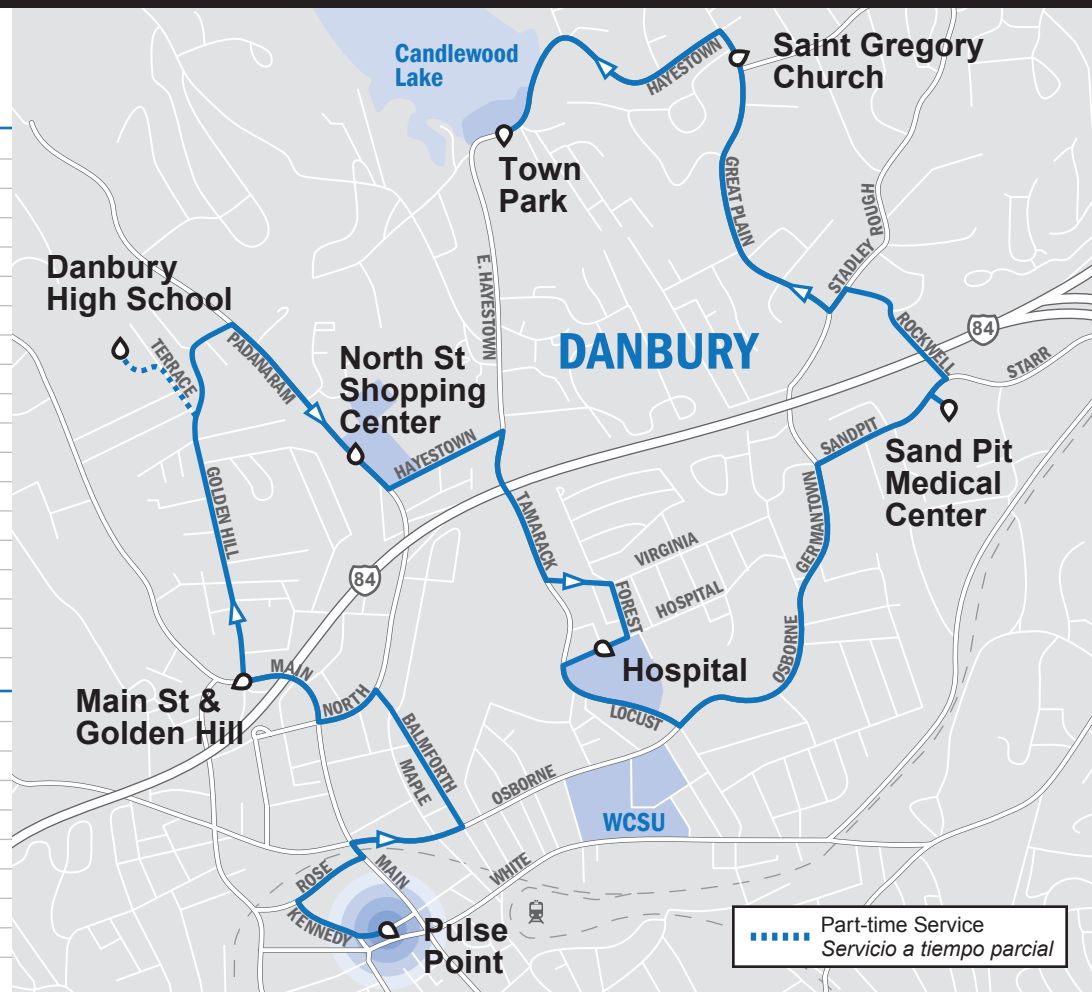 Candlewood
Lake
HAYESTOWN
Saint Gregory
Church
Town
Park
GREAT PLAIN
STADLEY
ROUGH
Danbury
High School
E. HAYESTOWN
TERRACE
PADANARAM
DANBURY
ROCKWELL
84
STARR
North St
Shopping
Center
HAYESTOWN
SANDPIT
Sand Pit
Medical
Center
GOLDEN HILL
TAMARACK
GERMANTOWN
VIRGINIA
84
FOREST
HOSPITAL
Hospital
OSBORNE
MAIN
Main St &
Golden Hill
NORTH
LOCUST
BALMFORTH
MAPLE
OSBORNE
WCSU
ROSE
MAIN
WHITE
KENNEDY
Pulse
Point
Part-time Service
Servicio a tiempo parcial